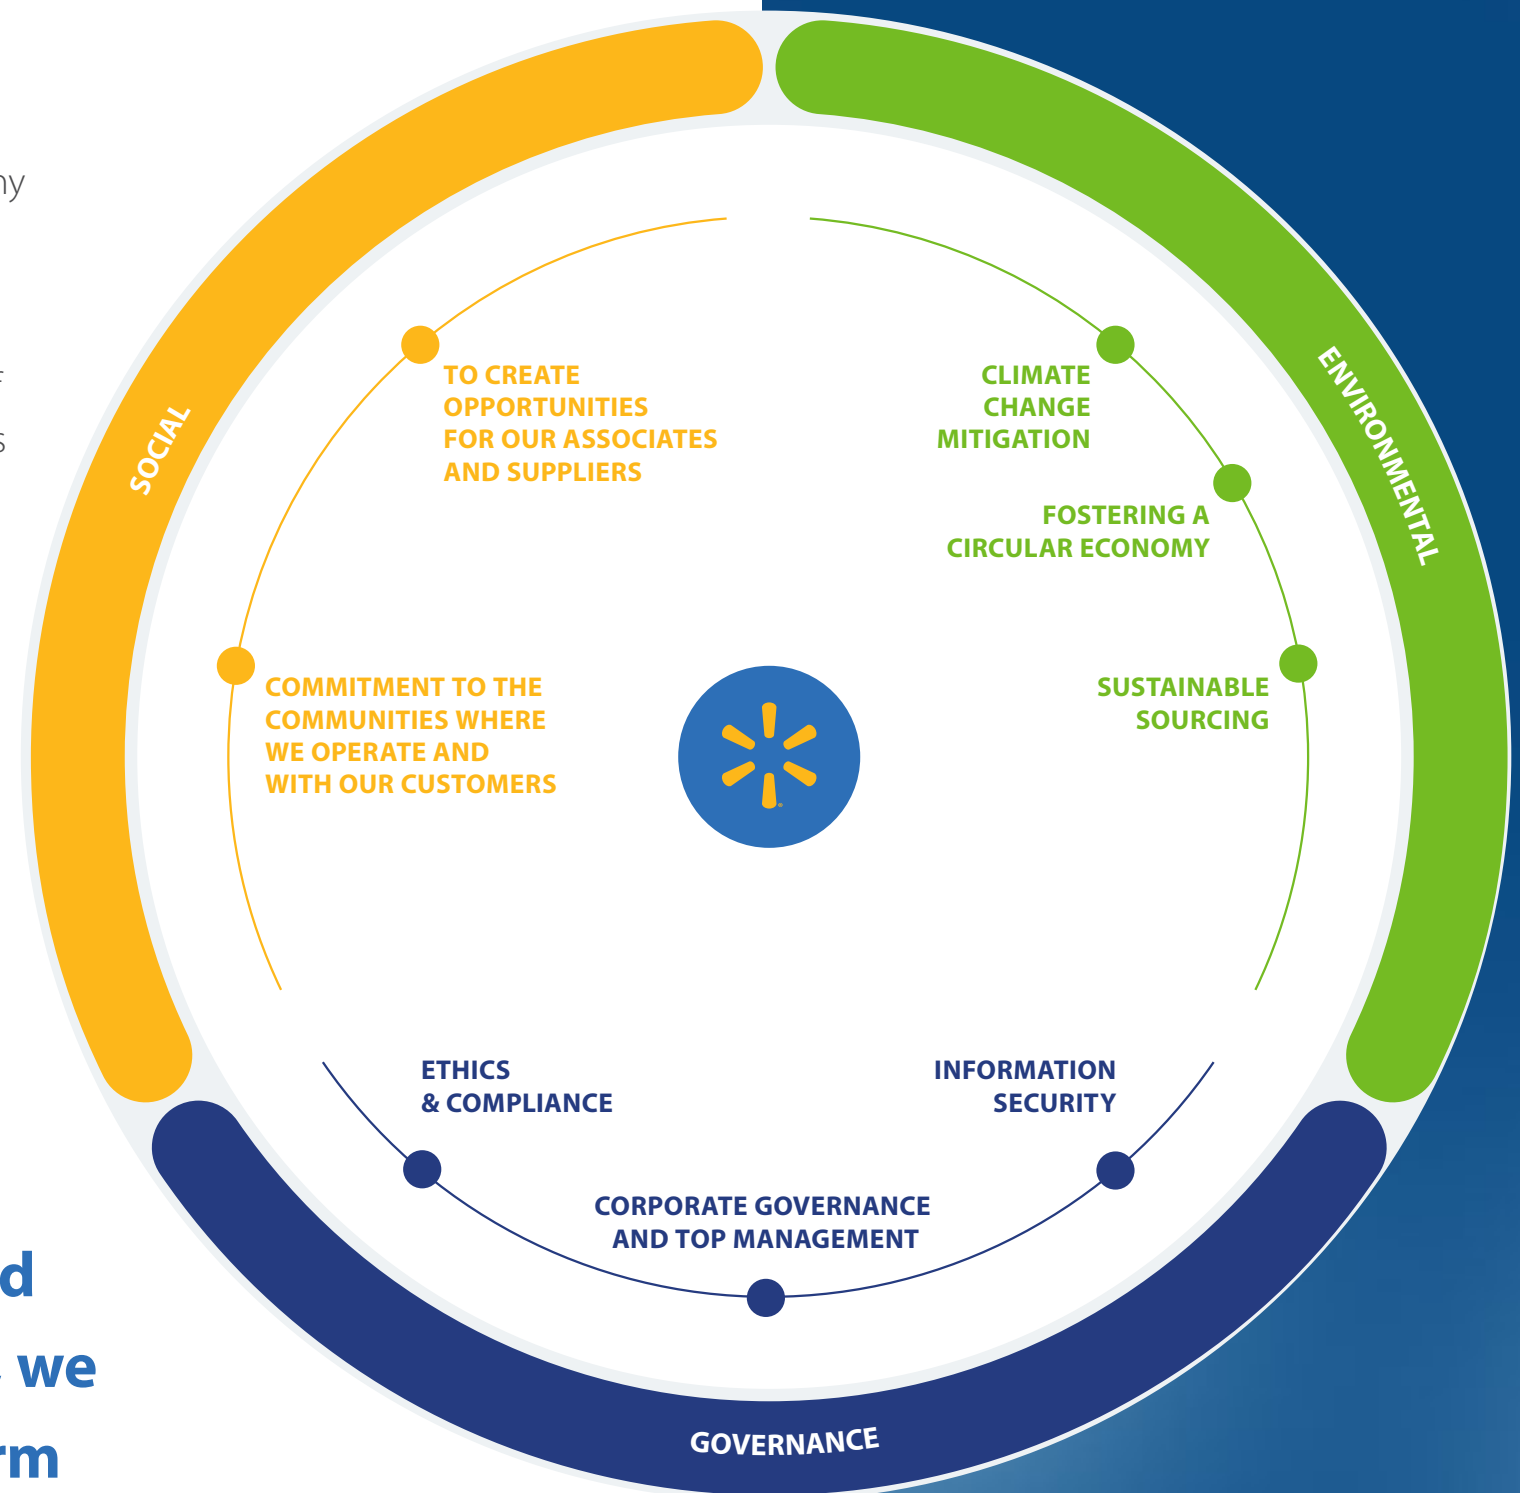 SOCIAL
TO CREATE
OPPORTUNITIES
FOR OUR ASSOCIATES
AND SUPPLIERS
COMMITMENT TO THE
COMMUNITIES WHERE
WE OPERATE AND
WITH OUR CUSTOMERS
ENVIRONMENTAL
CLIMATE
CHANGE
MITIGATION
FOSTERING A
CIRCULAR ECONOMY
SUSTAINABLE
SOURCING
ETHICS
& COMPLIANCE
CORPORATE GOVERNANCE
AND TOP MANAGEMENT
INFORMATION
SECURITY
GOVERNANCE
we